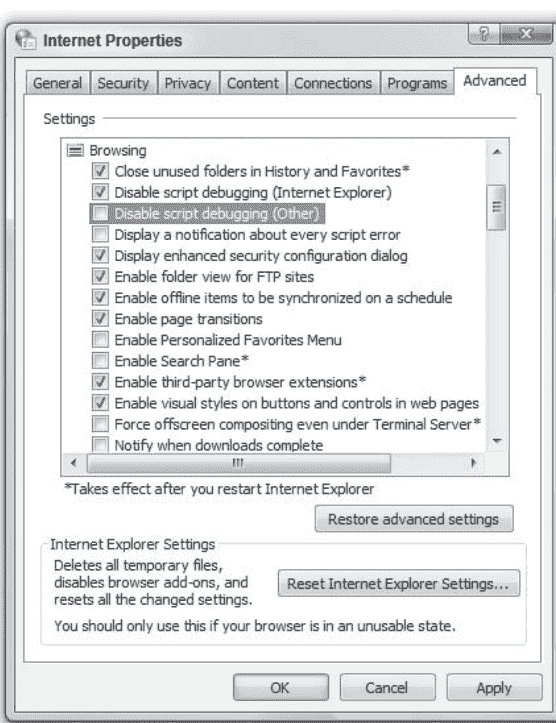 Internet Properties
General Security Privacy Content Connections Programs Advanced
Settings
Browsing
Close unused folders in History and Favorites*
Disable script debugging (Internet Explorer)
Disable script debugging (Other)
Display a notification about every script error
Display enhanced security configuration dialog
Enable folder view for FTP sites
Enable offline items to be synchronized on a schedule
Enable page transitions
Enable Personalized Favorites Menu
Enable Search Pane*
Enable third-party browser extensions*
Enable visual styles on buttons and controls in web pages
Force offscreen compositing even under Terminal Server*
Notify when downloads complete
*Takes effect after you restart Internet Explorer
Restore advanced settings
Internet Explorer Settings
Deletes all temporary files,
disables browser add-ons, and
resets all the changed settings.
Reset Internet Explorer Settings...
You should only use this if your browser is in an unusable state.
OK Cancel Apply